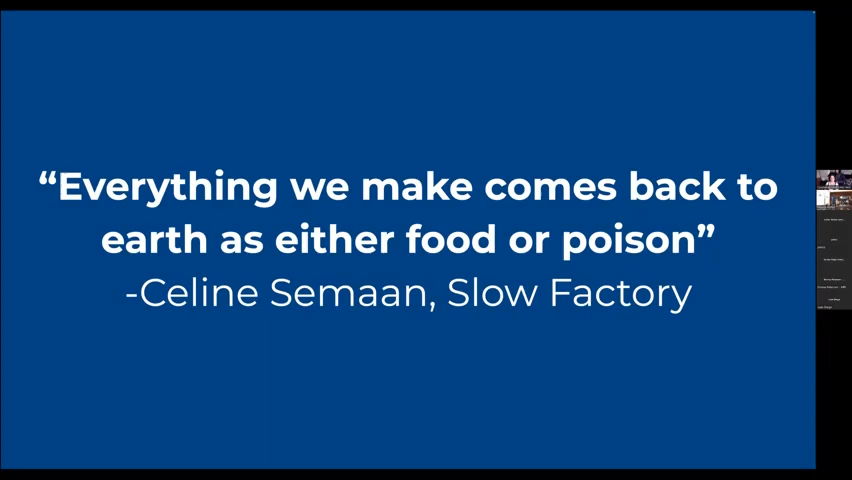 “Everything we make comes back to
earth as either food or poison”
-Celine Semaan, Slow Factory